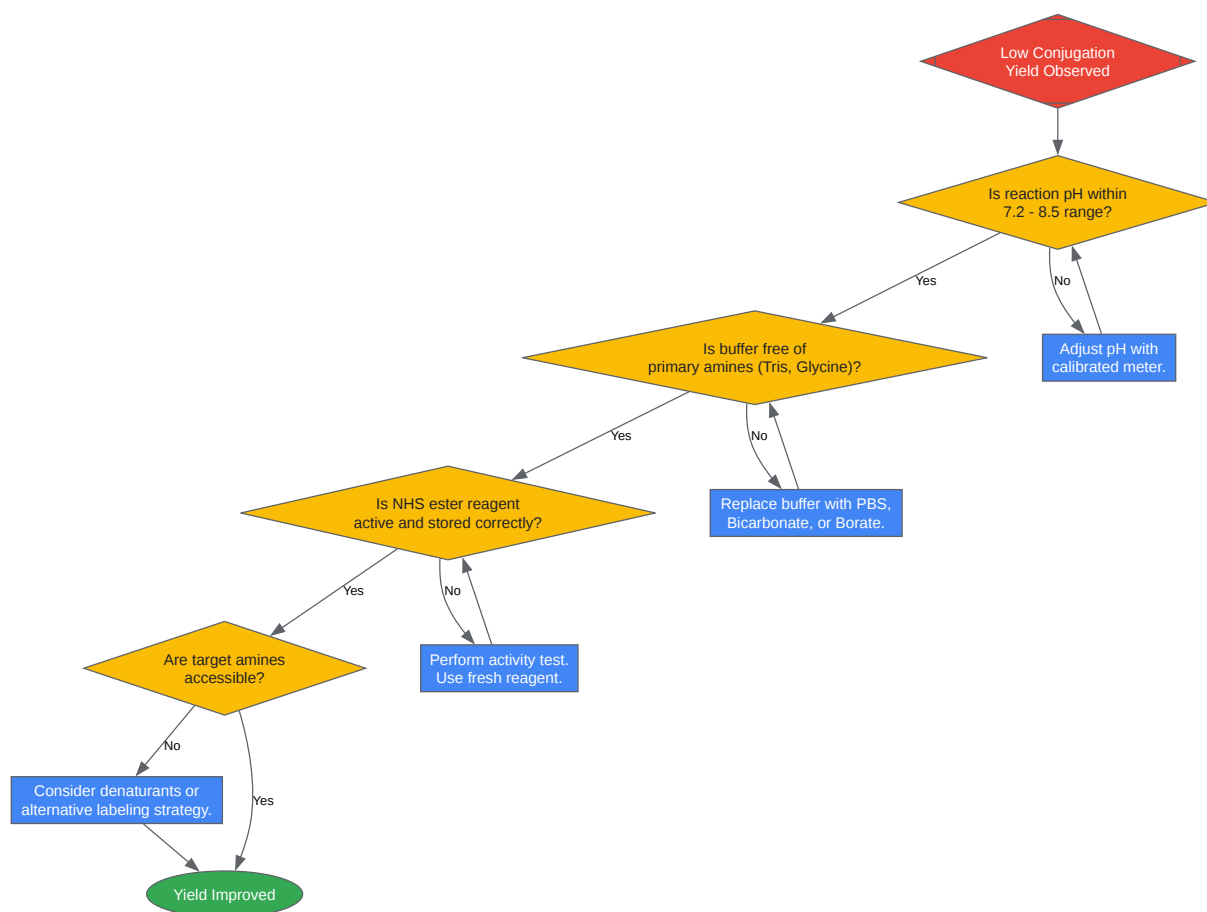 Low Conjugation
Yield Observed
Is reaction pH within
7.2 - 8.5 range?
Yes
No
Adjust pH with
calibrated meter.
Is buffer free of
primary amines (Tris, Glycine)?
Yes
No
Replace buffer with PBS,
Bicarbonate, or Borate.
Is NHS ester reagent
active and stored correctly?
Yes
No
Perform activity test.
Use fresh reagent.
Are target amines
accessible?
No
Yes
Consider denaturants or
alternative labeling strategy.
Yield Improved